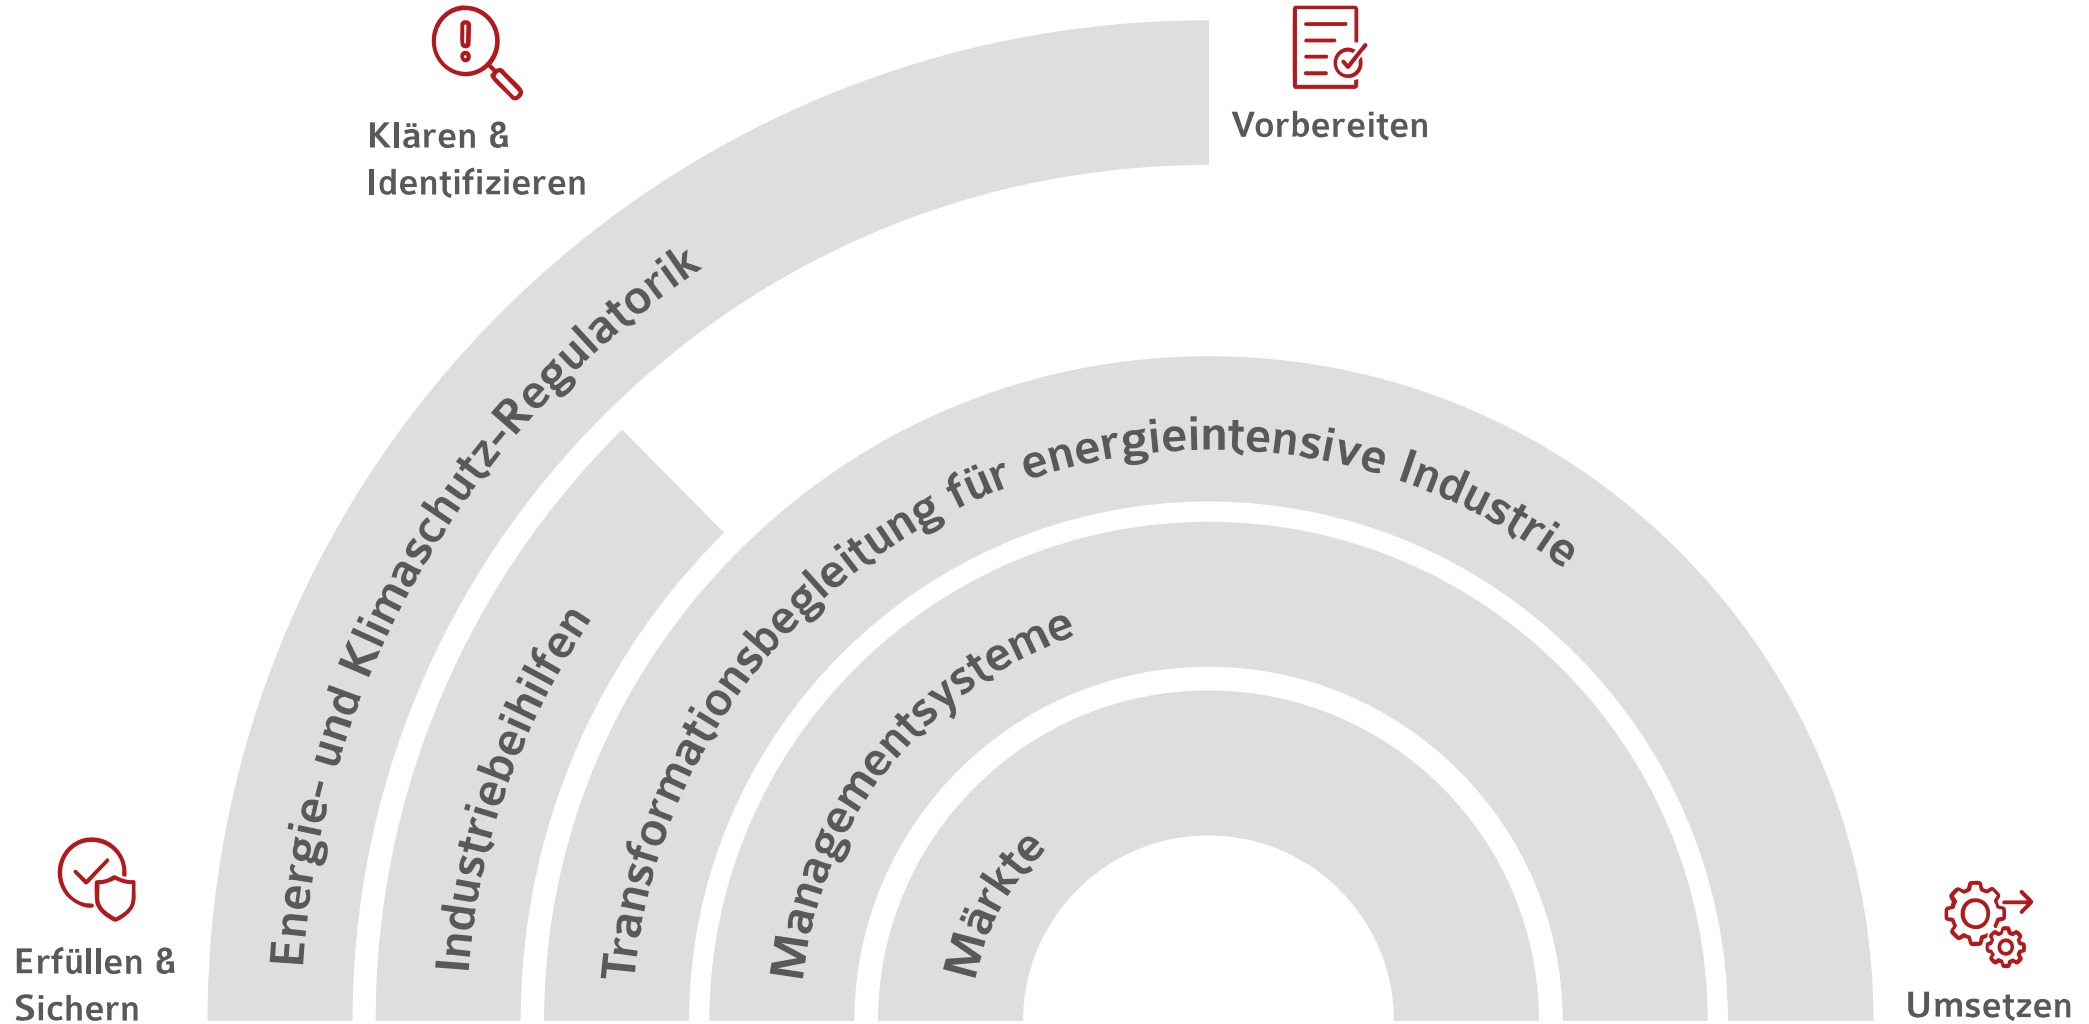 Klären &
Identifizieren
Vorbereiten
Energie- und Klimaschutz-Regulatorik
Industriebeihilfen
Transformationsbegleitung für energieintensive Industrie
Managementsysteme
Märkte
Erfüllen &
Sichern
Umsetzen